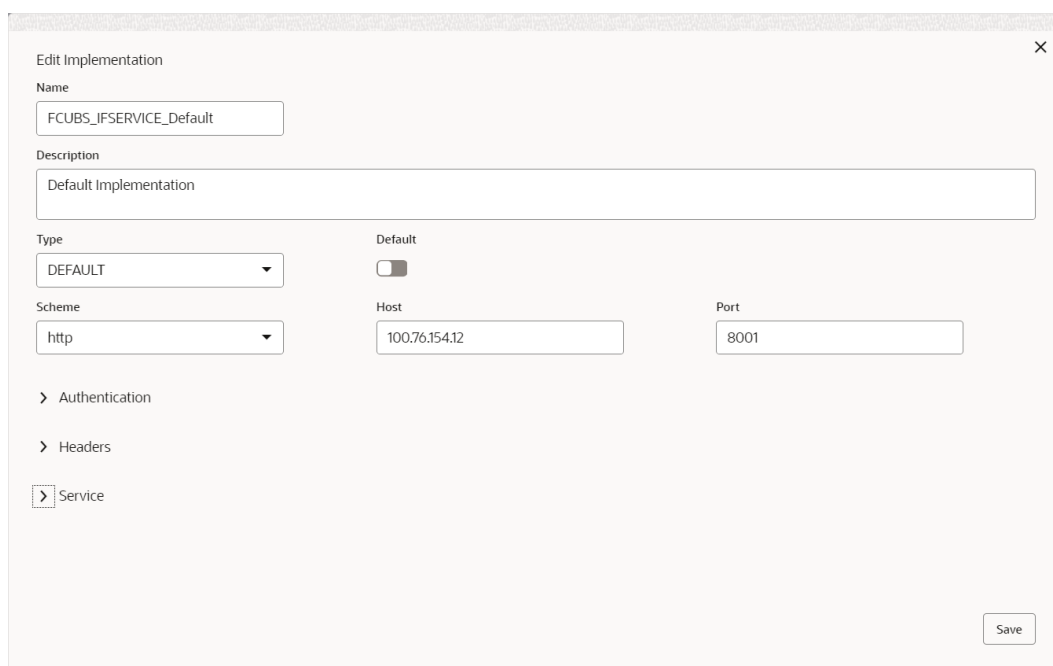 Edit Implementation
Name
FCUBS_IFSERVICE_Default
Description
Default Implementation
Type
Default
DEFAULT
Scheme
Host
Port
http
100.76.154.12
8001
Authentication
Headers
Service
Save